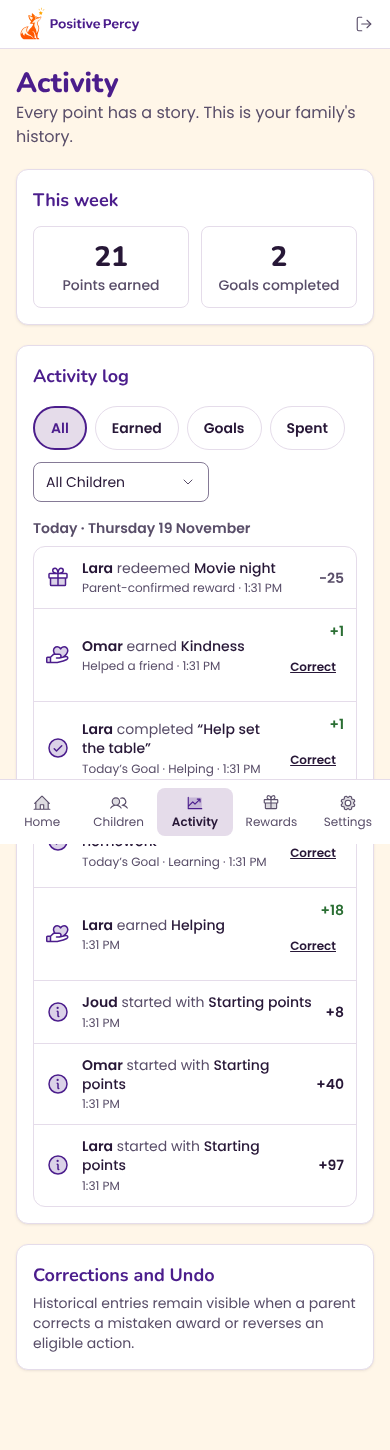 Positive Percy
Activity
Every point has a story. This is your family's
history.
This week
21
Points earned
2
Goals completed
Activity log
All
Earned
Goals
Spent
All Children
Today · Thursday 19 November
Lara redeemed Movie night
Parent-confirmed reward · 1:31 PM
-25
Omar earned Kindness
Helped a friend · 1:31 PM
+1
Correct
Lara completed “Help set
the table”
Today’s Goal · Helping · 1:31 PM
+1
Correct
Home
Children
Activity
Rewards
Settings
Today’s Goal · Learning · 1:31 PM
Correct
Lara earned Helping
1:31 PM
+18
Correct
Joud started with Starting points
1:31 PM
+8
Omar started with Starting
points
1:31 PM
+40
Lara started with Starting
points
1:31 PM
+97
Corrections and Undo
Historical entries remain visible when a parent
corrects a mistaken award or reverses an
eligible action.